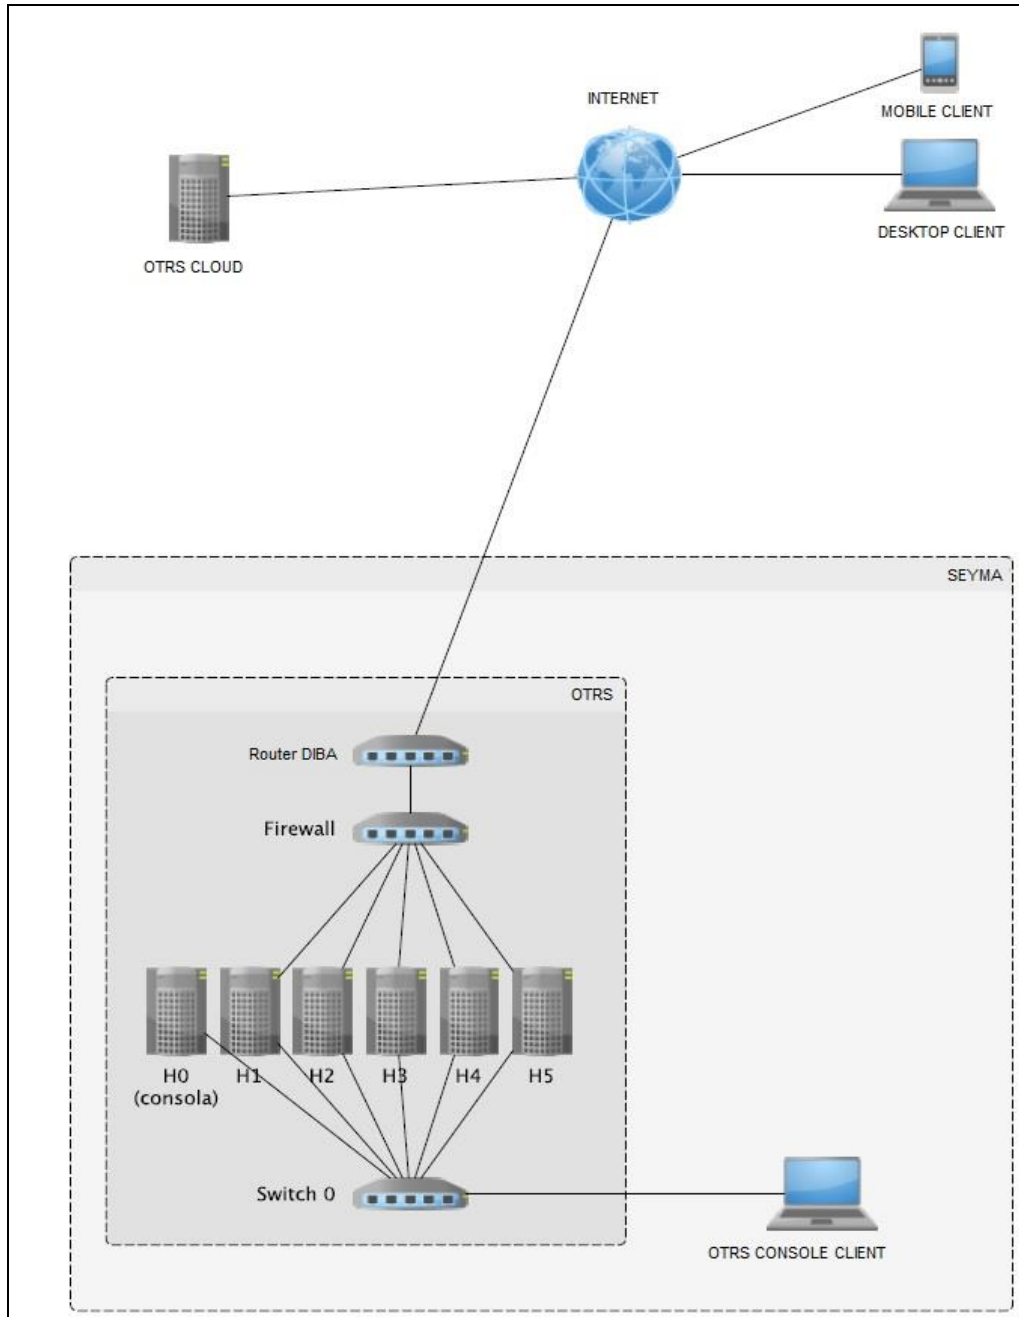 INTERNET
MOBILE CLIENT
DESKTOP CLIENT
OTRS CLOUD
SEYMA
OTRS
Router DIBA
Firewall
H0
(consola)
H1
H2
H3
H4
H5
Switch 0
OTRS CONSOLE CLIENT